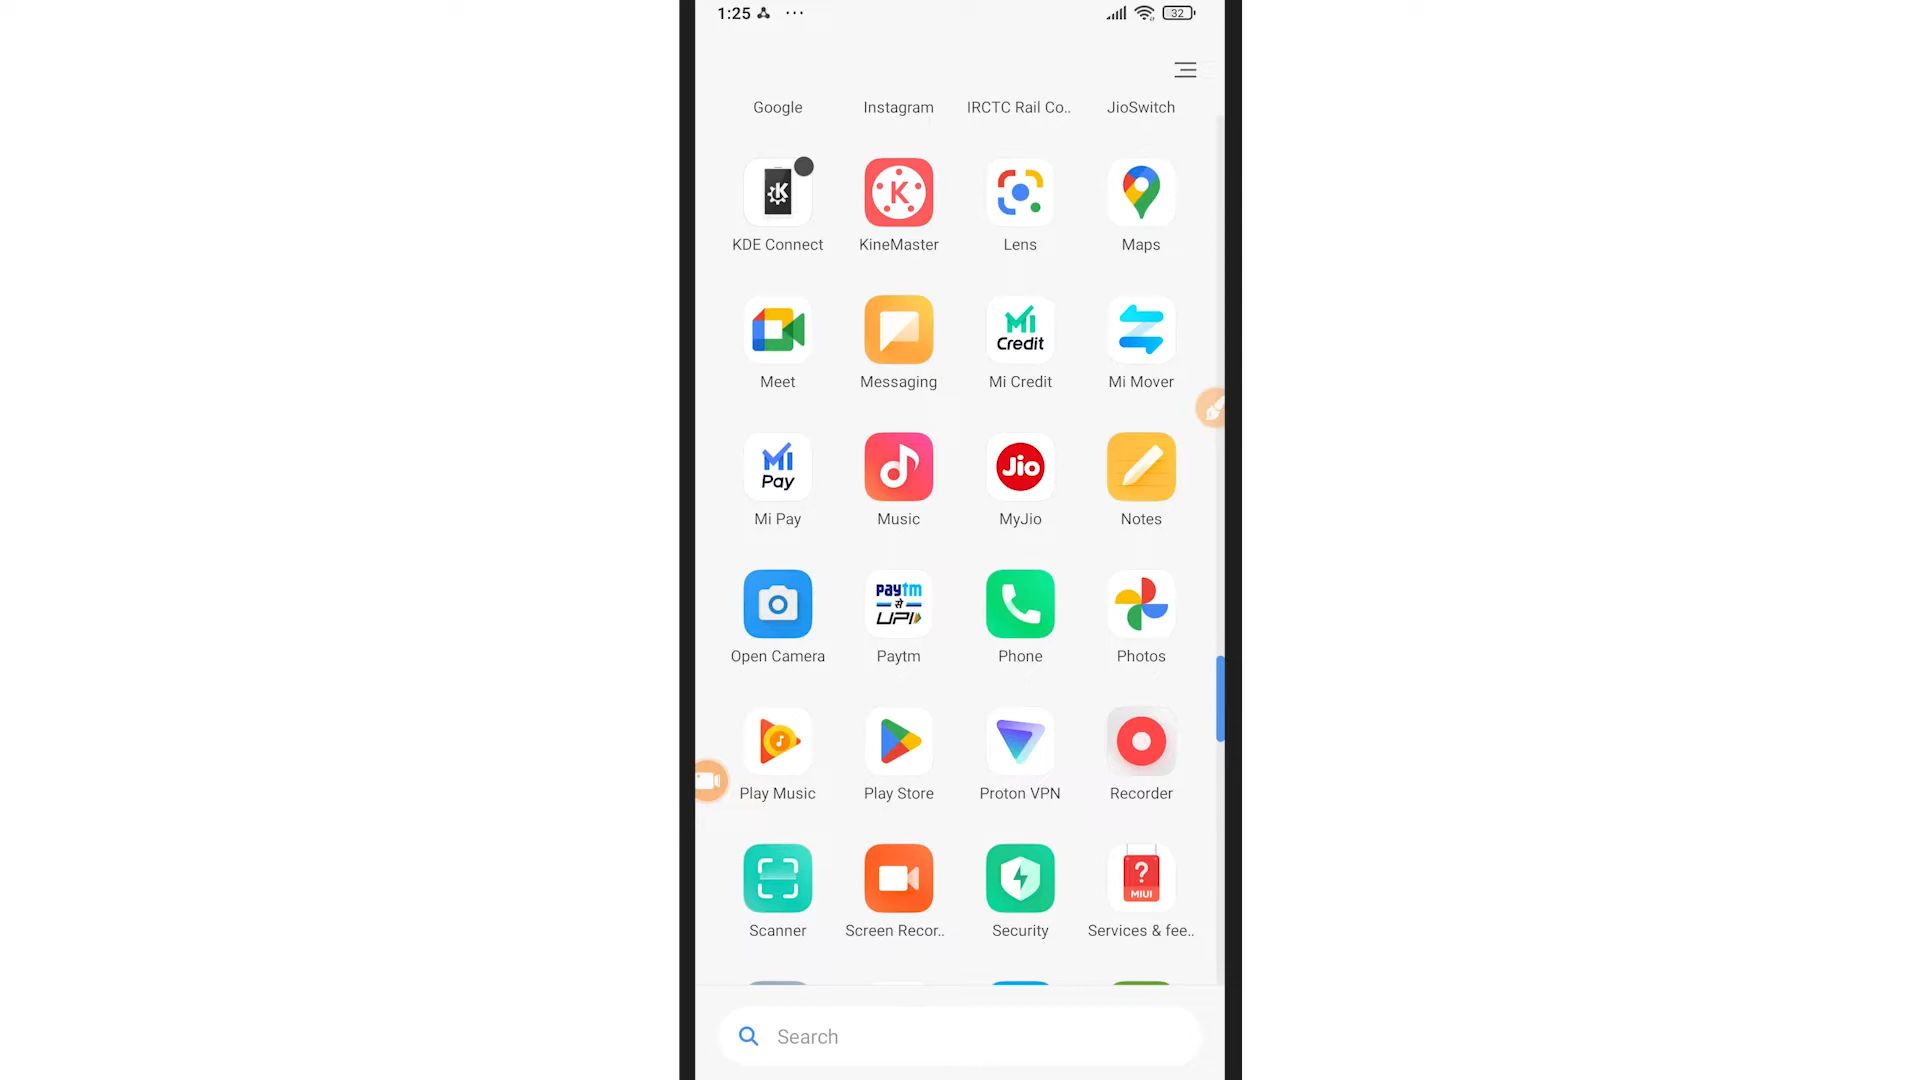 1:25 ... 32
Google Instagram IRCTC Rail Co.. JioSwitch
K K
KDE Connect KineMaster Lens Maps
MI
Credit
Meet Messaging Mi Credit Mi Mover
MI
Pay Jio
Mi Pay Music MyJio Notes
paytm
से
UPI
Open Camera Paytm Phone Photos
Play Music Play Store Proton VPN Recorder
?
MIUI
Scanner Screen Recor.. Security Services & fee..
Search